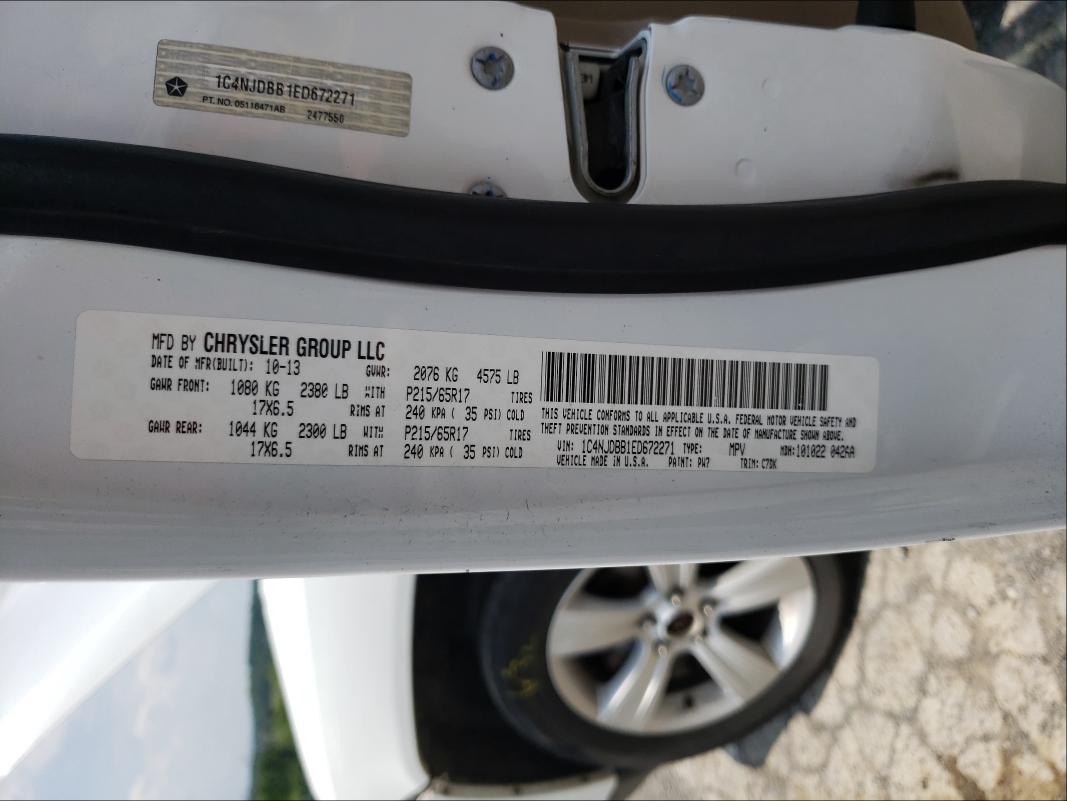 1C4NJDBB1ED672271
PT. NO. 05116471AB 2477550
MFD BY CHRYSLER GROUP LLC
DATE OF MFR(BUILT): 10-13 GVWR: 2076 KG 4575 LB
GAWR FRONT: 1080 KG 2380 LB WITH P215/65R17 TIRES
17X6.5 RIMS AT 240 KPA ( 35 PSI) COLD
GAWR REAR: 1044 KG 2300 LB WITH P215/65R17 TIRES
17X6.5 RIMS AT 240 KPA ( 35 PSI) COLD
THIS VEHICLE CONFORMS TO ALL APPLICABLE U.S.A. FEDERAL MOTOR VEHICLE SAFETY AND
THEFT PREVENTION STANDARDS IN EFFECT ON THE DATE OF MANUFACTURE SHOWN ABOVE.
VIN: 1C4NJDBB1ED672271 TYPE: MPV MDH:101022 0426A
VEHICLE MADE IN U.S.A. PAINT: PW7 TRIM: C7DK